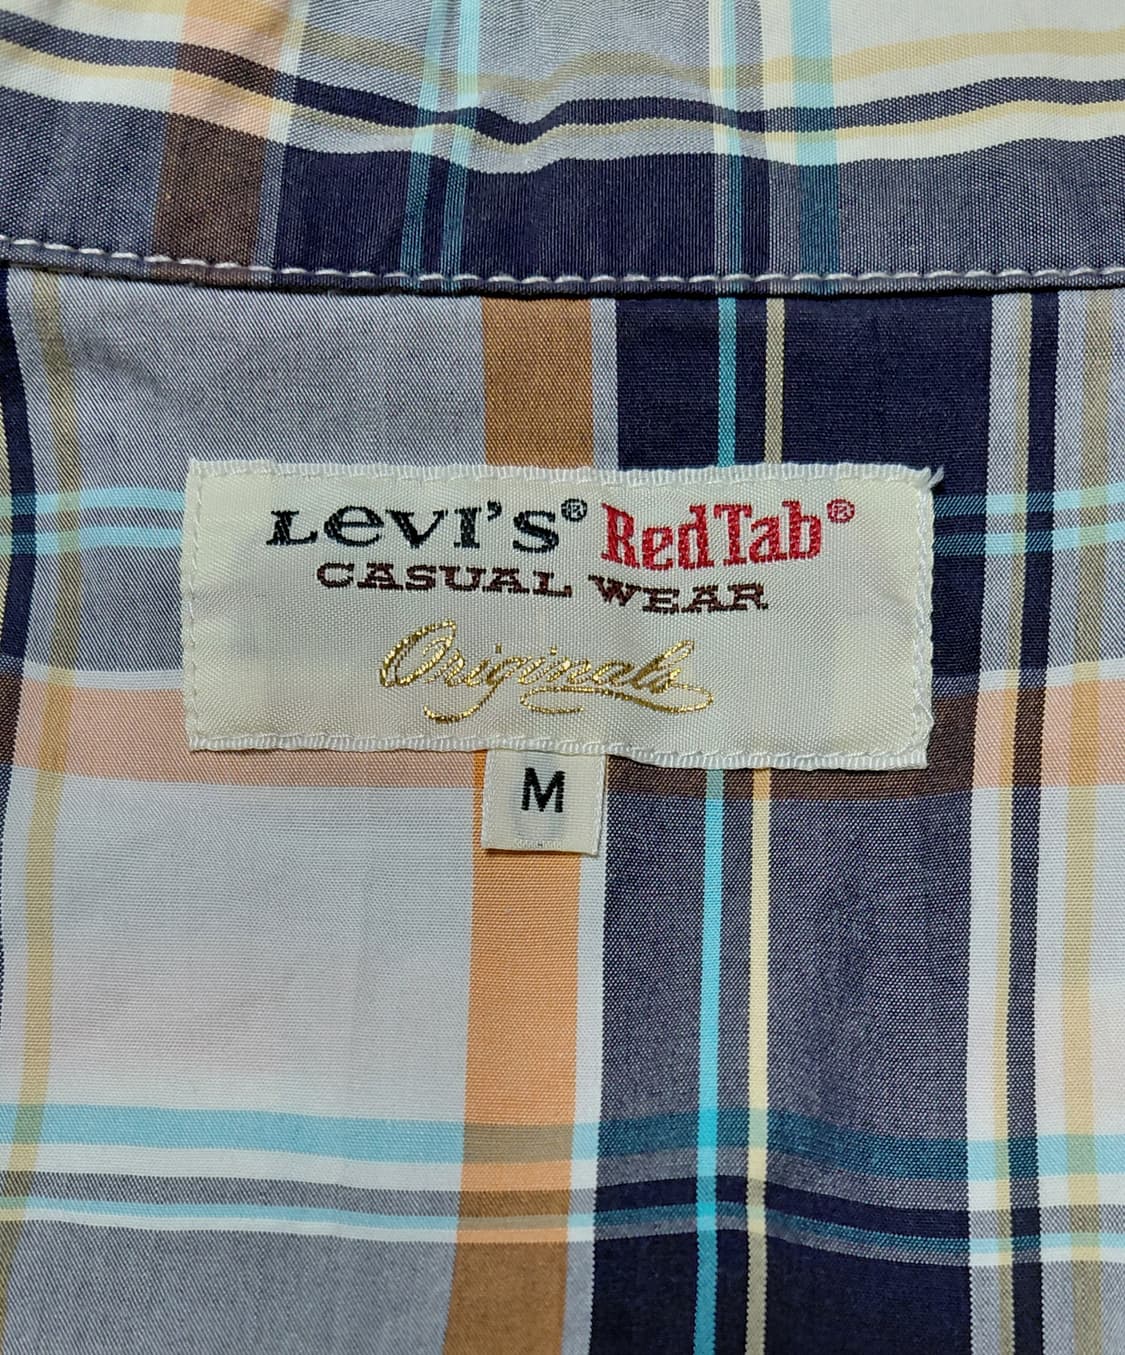 Levi's® RedTab®
CASUAL WEAR
Originals
M